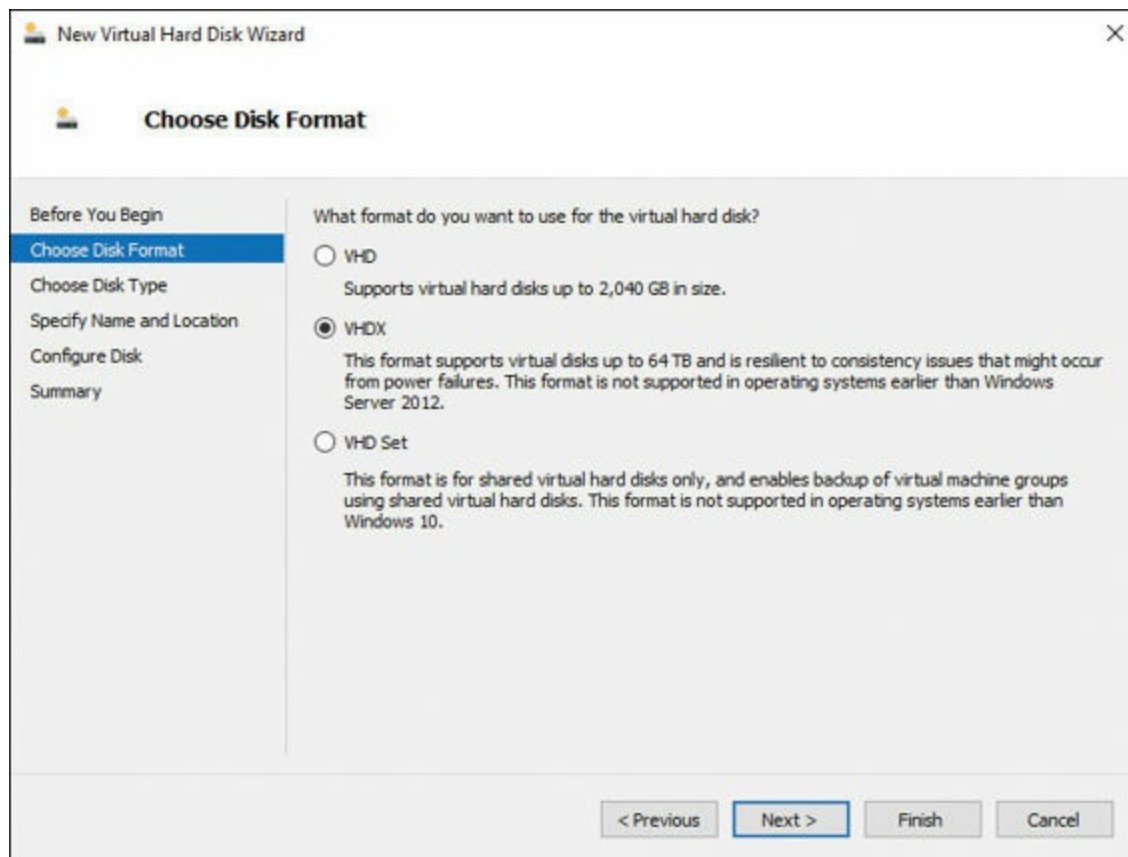 New Virtual Hard Disk Wizard
Choose Disk Format
Before You Begin
Choose Disk Format
Choose Disk Type
Specify Name and Location
Configure Disk
Summary
What format do you want to use for the virtual hard disk?
VHD
Supports virtual hard disks up to 2,040 GB in size.
VHDX
This format supports virtual disks up to 64 TB and is resilient to consistency issues that might occur
from power failures. This format is not supported in operating systems earlier than Windows
Server 2012.
VHD Set
This format is for shared virtual hard disks only, and enables backup of virtual machine groups
using shared virtual hard disks. This format is not supported in operating systems earlier than
Windows 10.
< Previous
Next >
Finish
Cancel